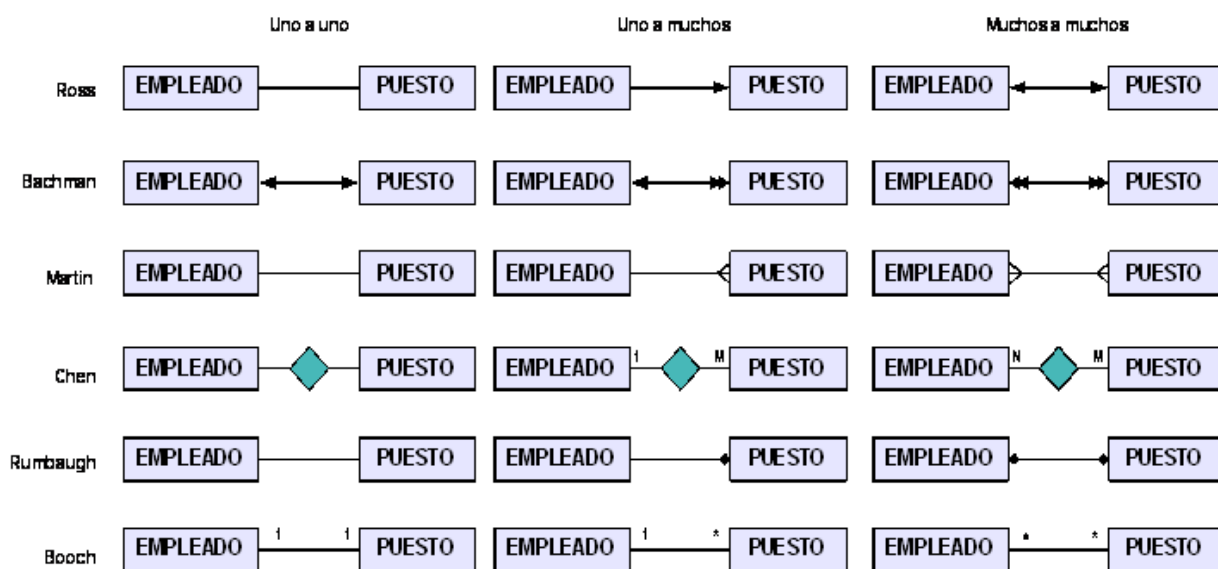 Uno a uno Uno a muchos Muchos a muchos
Ross EMPLEADO PUESTO EMPLEADO PUESTO EMPLEADO PUESTO
Bachman EMPLEADO PUESTO EMPLEADO PUESTO EMPLEADO PUESTO
Martin EMPLEADO PUESTO EMPLEADO PUESTO EMPLEADO PUESTO
Chen EMPLEADO PUESTO EMPLEADO 1 M PUESTO EMPLEADO N M PUESTO
Rumbaugh EMPLEADO PUESTO EMPLEADO PUESTO EMPLEADO PUESTO
Booch EMPLEADO 1 1 PUESTO EMPLEADO 1 * PUESTO EMPLEADO * * PUESTO